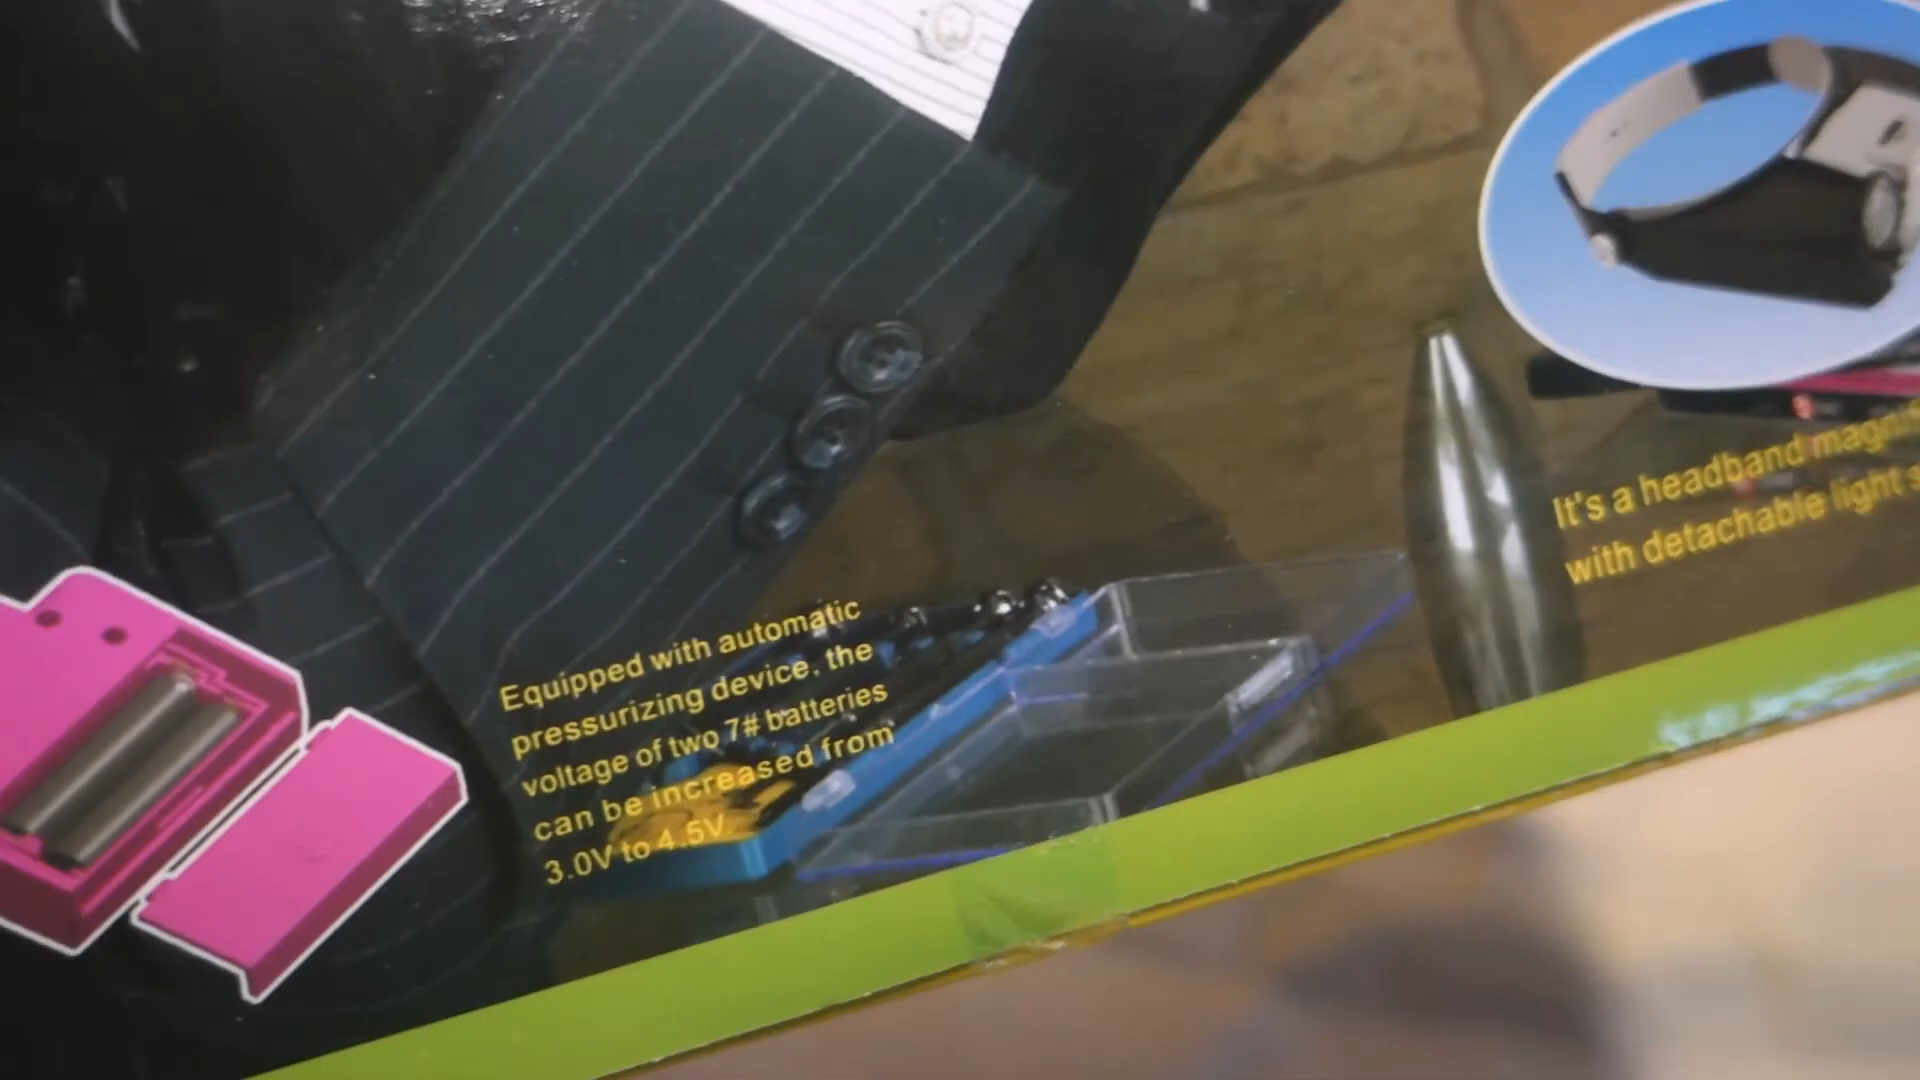 Equipped with automatic
pressurizing device, the
voltage of two 7# batteries
can be increased from
3.0V to 4.5V
It's a headband
with detachable light